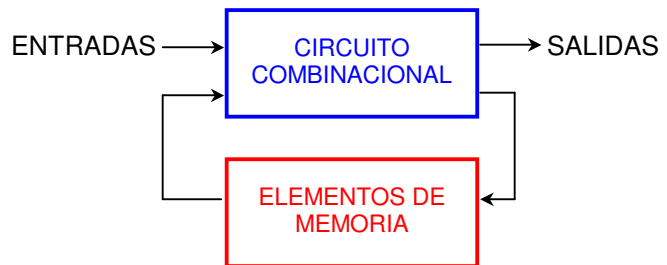 ENTRADAS
CIRCUITO
COMBINACIONAL
SALIDAS
ELEMENTOS DE
MEMORIA